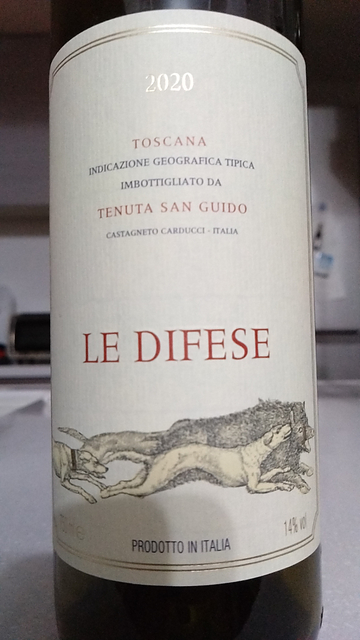 2020
TOSCANA
INDICAZIONE GEOGRAFICA TIPICA
IMBOTTIGLIATO DA
TENUTA SAN GUIDO
CASTAGNETO CARDUCCI - ITALIA
LE DIFESE
14% vol
PRODOTTO IN ITALIA